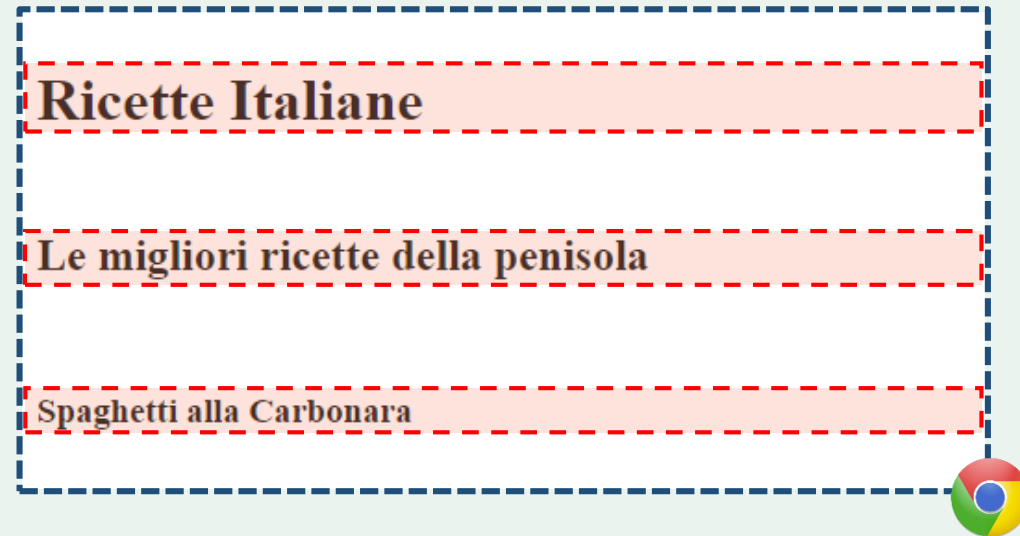 Ricette Italiane
Le migliori ricette della penisola
Spaghetti alla Carbonara